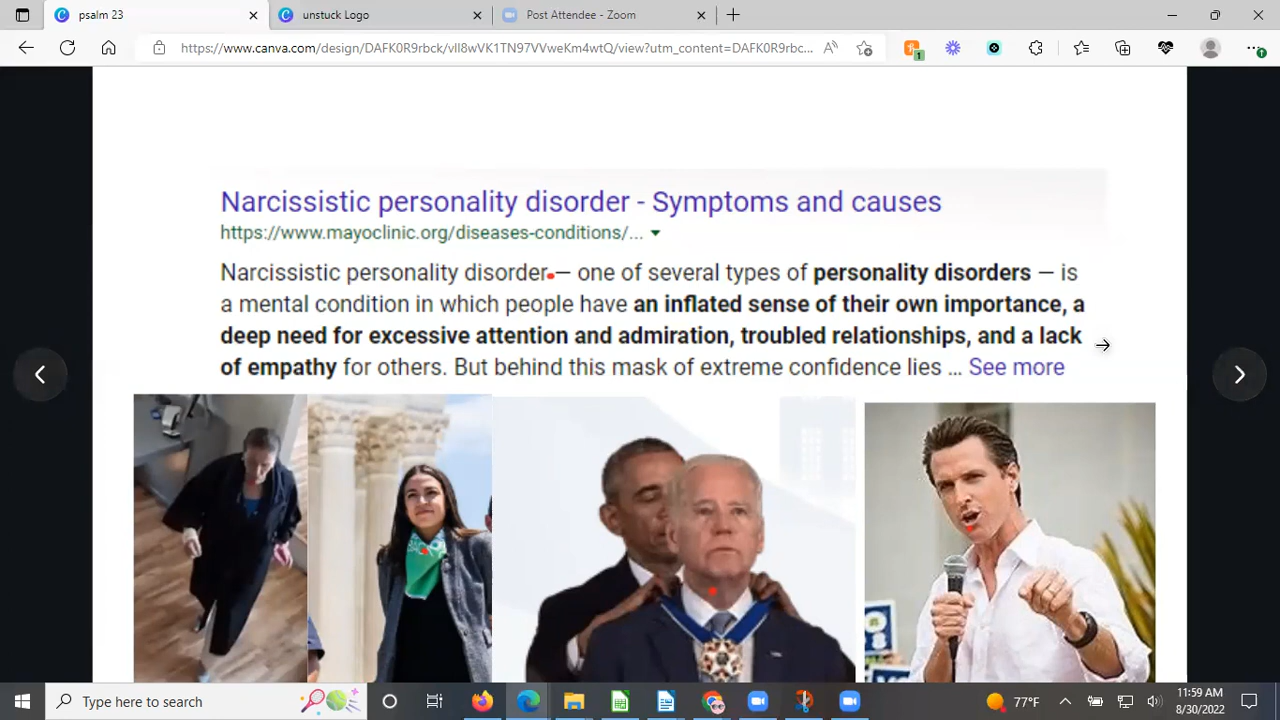 psalm 23
unstuck Logo
Post Attendee - Zoom
https://www.canva.com/design/DAFK0R9rbck/vlI8wVK1TN97VVweKm4wtQ/view?utm_content=DAFK0R9rbc...
1
Narcissistic personality disorder - Symptoms and causes
https://www.mayoclinic.org/diseases-conditions/...
Narcissistic personality disorder — one of several types of personality disorders — is
a mental condition in which people have an inflated sense of their own importance, a
deep need for excessive attention and admiration, troubled relationships, and a lack
of empathy for others. But behind this mask of extreme confidence lies ... See more
Type here to search
77°F
11:59 AM
8/30/2022